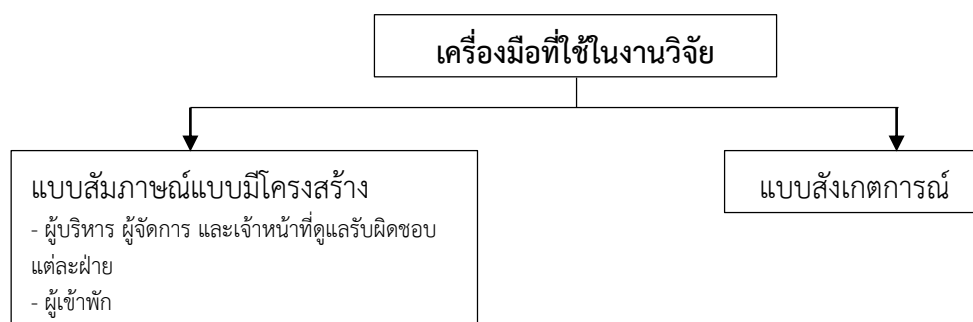 เครื่องมือที่ใช้ในงานวิจัย
แบบสัมภาษณ์แบบมีโครงสร้าง
- ผู้บริหาร ผู้จัดการ และเจ้าหน้าที่ดูแลรับผิดชอบ
แต่ละฝ่าย
- ผู้เข้าพัก
แบบสังเกตการณ์